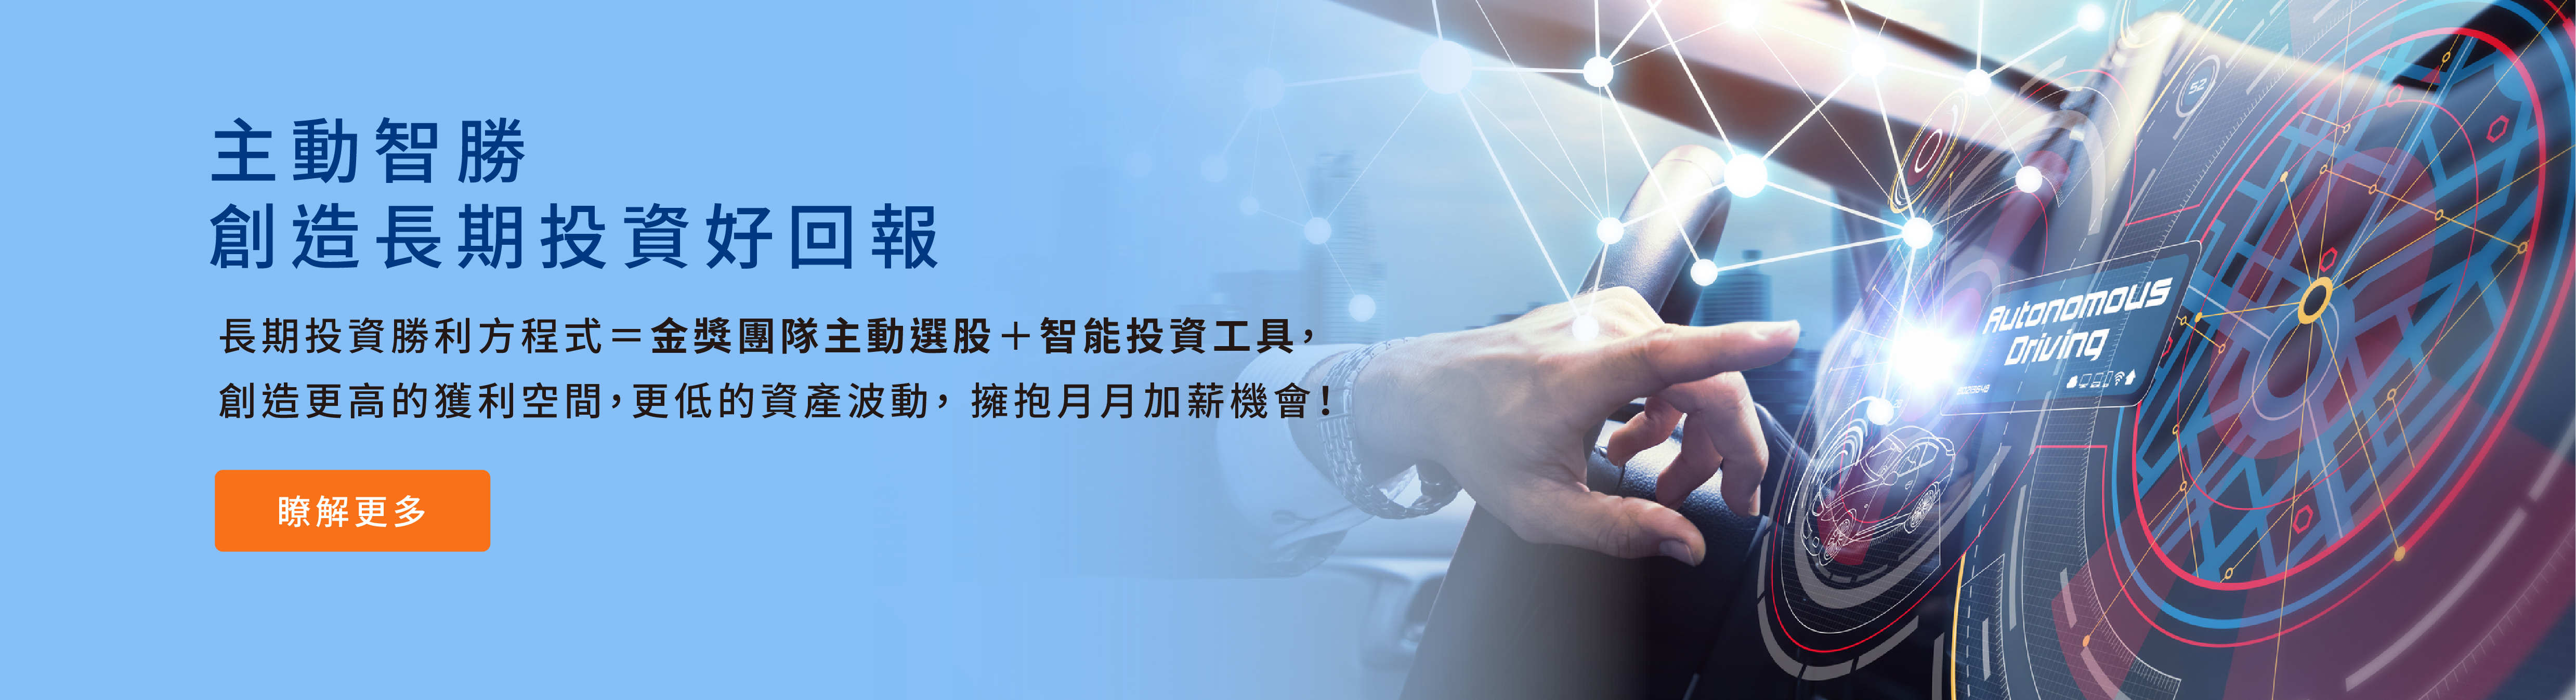 主動智勝
創造長期投資好回報
長期投資勝利方程式＝金獎團隊主動選股＋智能投資工具，
創造更高的獲利空間，更低的資產波動，擁抱月月加薪機會！
瞭解更多
Autonomous
Driving
52